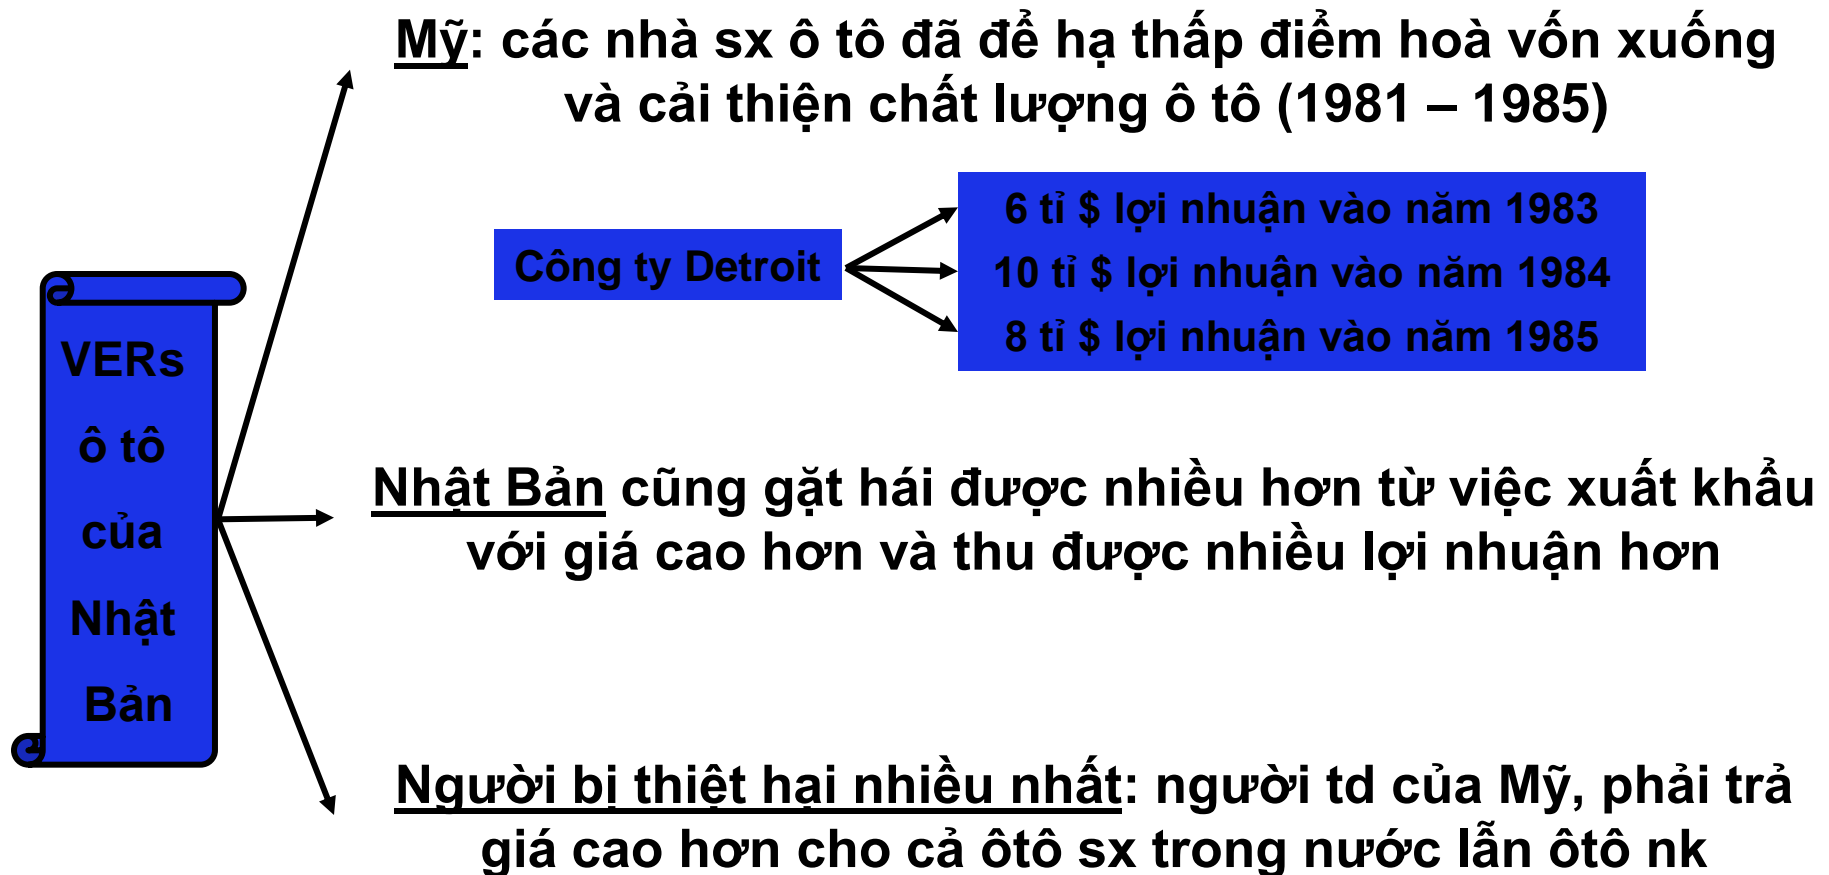 Mỹ: các nhà sx ô tô đã để hạ thấp điểm hoà vốn xuống
và cải thiện chất lượng ô tô (1981 – 1985)
Công ty Detroit
6 tỉ $ lợi nhuận vào năm 1983
10 tỉ $ lợi nhuận vào năm 1984
8 tỉ $ lợi nhuận vào năm 1985
VERs
ô tô
của
Nhật
Bản
Nhật Bản cũng gặt hái được nhiều hơn từ việc xuất khẩu
với giá cao hơn và thu được nhiều lợi nhuận hơn
Người bị thiệt hại nhiều nhất: người td của Mỹ, phải trả
giá cao hơn cho cả ôtô sx trong nước lẫn ôtô nk